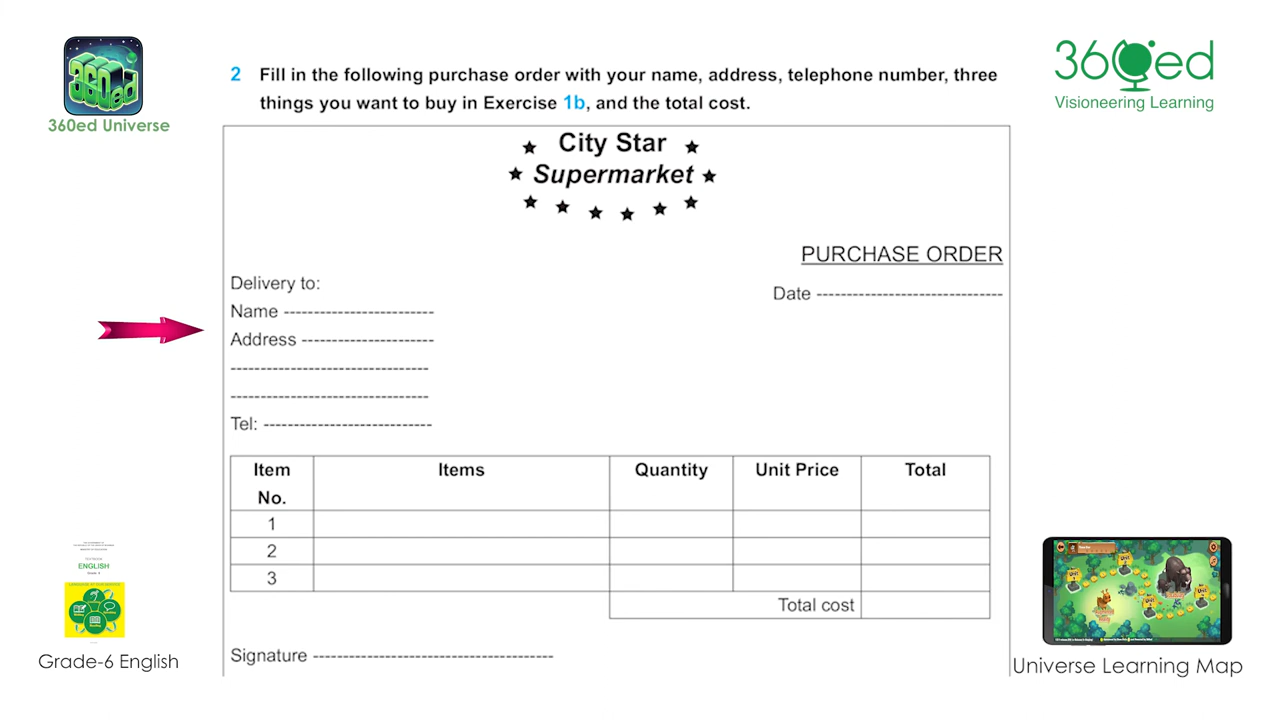 360ed
360ed Universe
360ed
Visioneering Learning
2 Fill in the following purchase order with your name, address, telephone number, three
things you want to buy in Exercise 1b, and the total cost.
City Star
Supermarket
PURCHASE ORDER
Delivery to:
Date -------------------------------
Name -------------------------
Address ----------------------
---------------------------------
---------------------------------
Tel: ----------------------------
Item No. Items Quantity Unit Price Total
1
2
3
Total cost
Signature ----------------------------------------
ENGLISH
Grade-6 English
Universe Learning Map